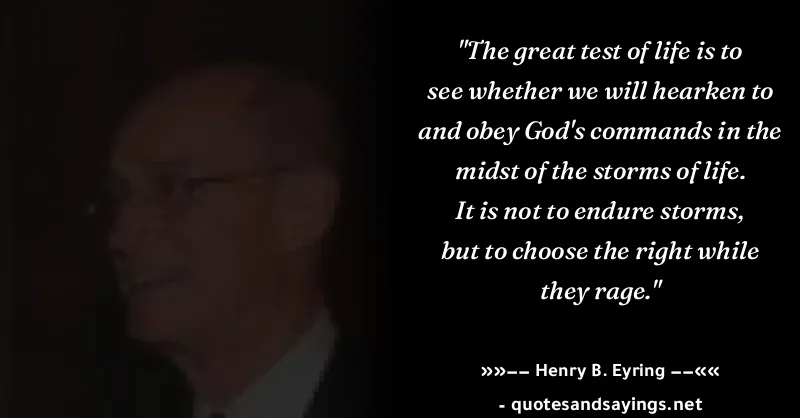 "The great test of life is to
see whether we will hearken to
and obey God's commands in the
midst of the storms of life.
It is not to endure storms,
but to choose the right while
they rage."
»»−− Henry B. Eyring −−««
- quotesandsayings.net